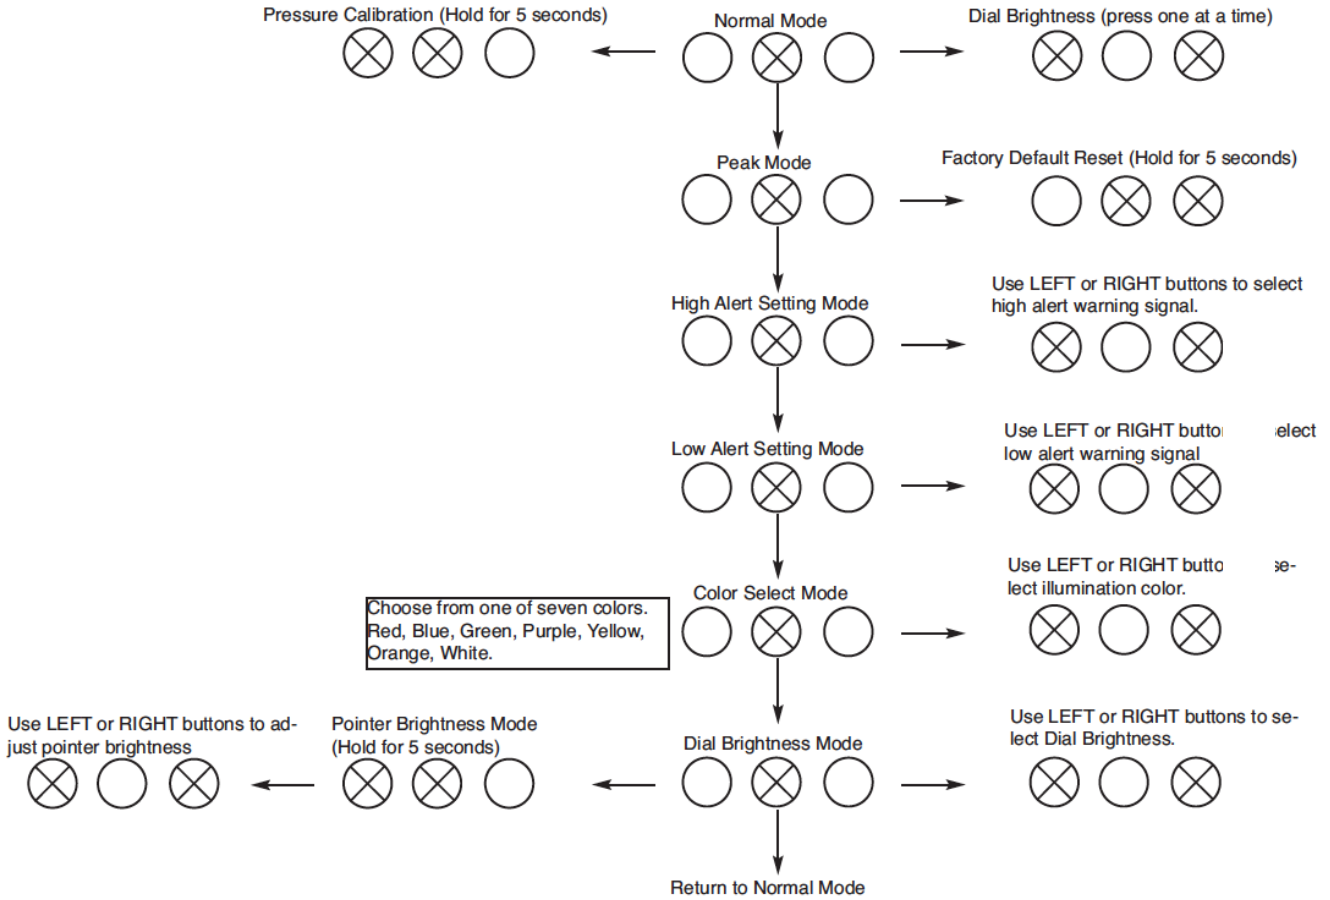 Pressure Calibration (Hold for 5 seconds)
Normal Mode
Dial Brightness (press one at a time)
Peak Mode
Factory Default Reset (Hold for 5 seconds)
High Alert Setting Mode
Use LEFT or RIGHT buttons to select
high alert warning signal.
Low Alert Setting Mode
Use LEFT or RIGHT
low alert warning signal
Color Select Mode
Use LEFT or RIGHT se-
lect illumination color.
Choose from one of seven colors.
Red, Blue, Green, Purple, Yellow,
Orange, White.
Use LEFT or RIGHT buttons to ad-
just pointer brightness
Pointer Brightness Mode
(Hold for 5 seconds)
Dial Brightness Mode
Use LEFT or RIGHT buttons to se-
lect Dial Brightness.
Return to Normal Mode